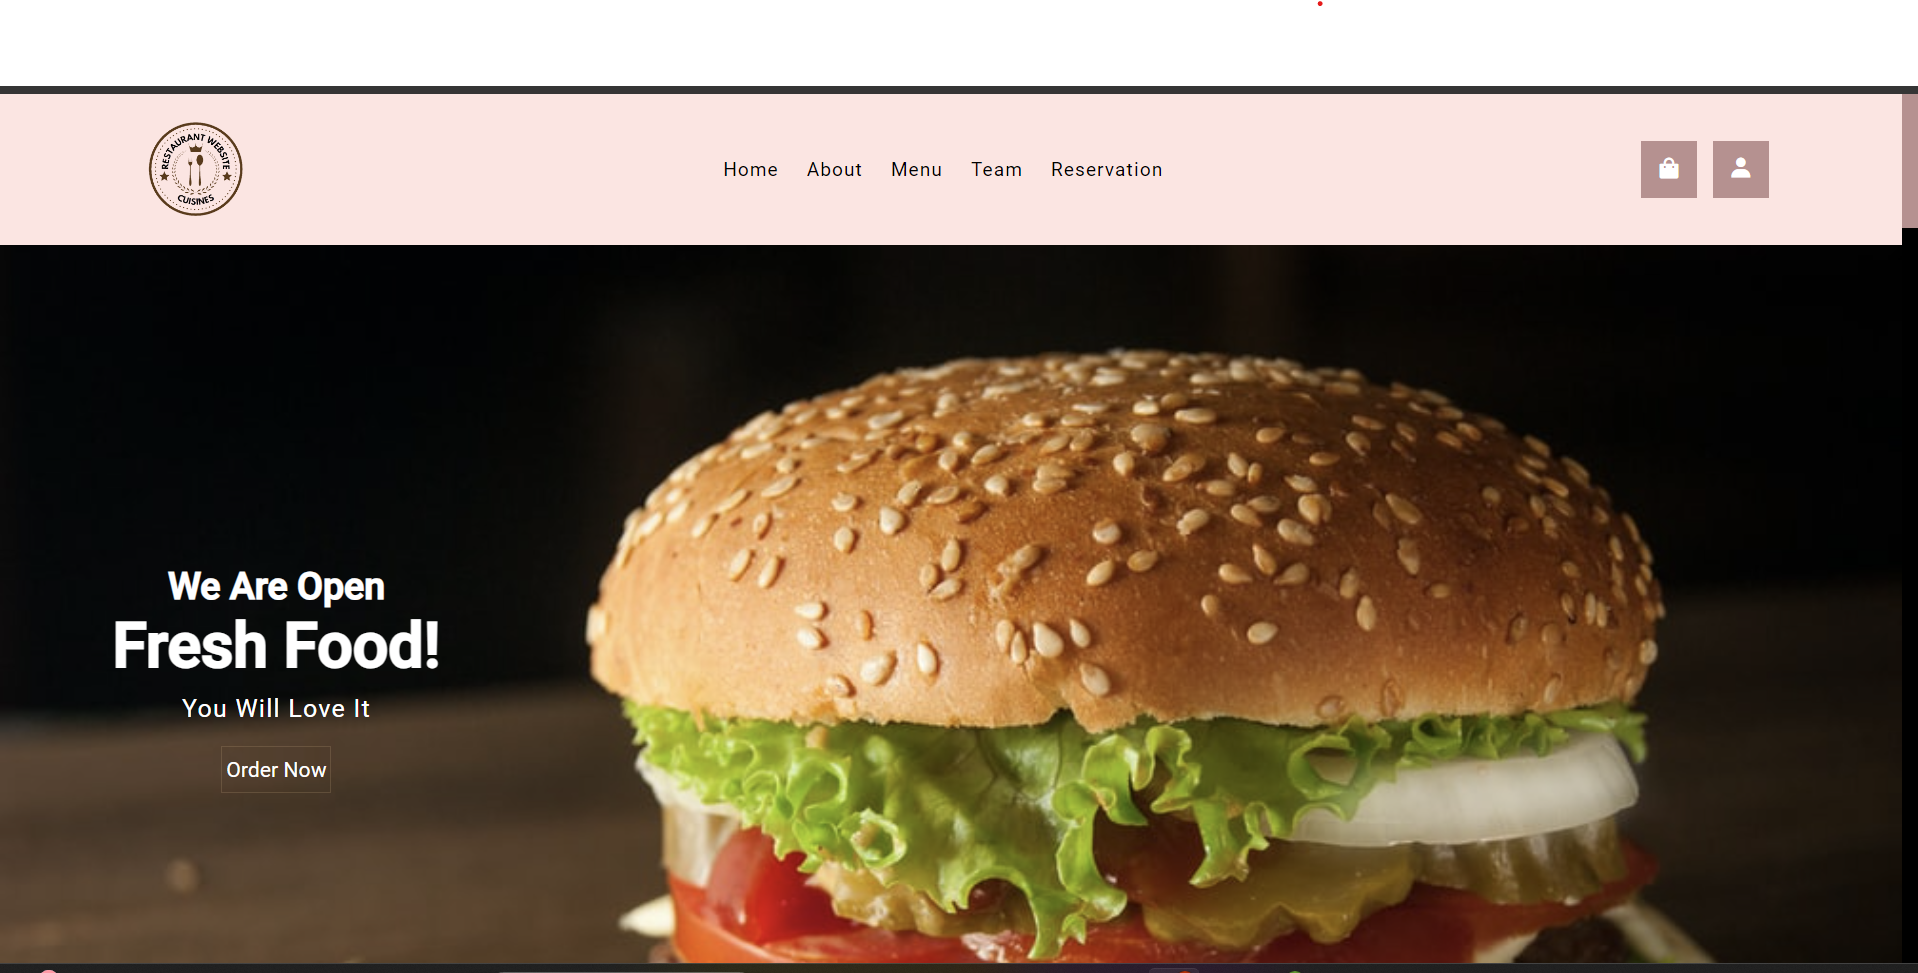 RESTAURANT WEBSITE
CUISINES
Home About Menu Team Reservation
We Are Open
Fresh Food!
You Will Love It
Order Now